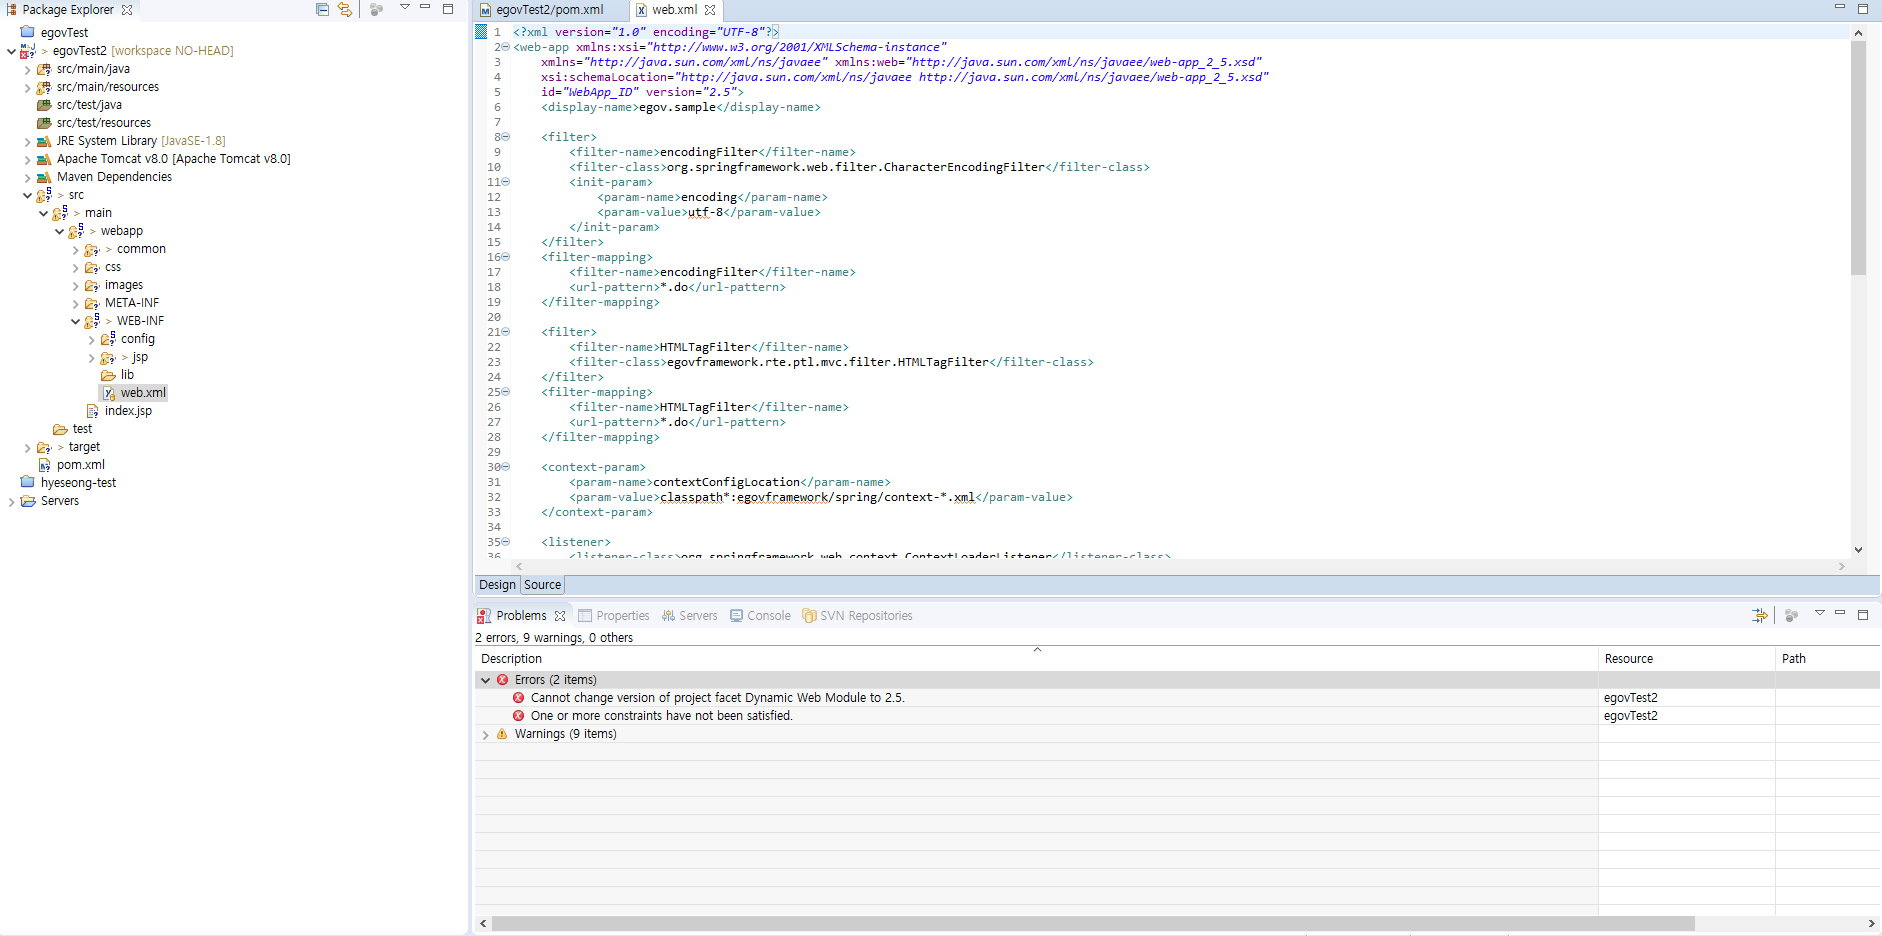 Package Explorer
egovTest
> egovTest2 [workspace NO-HEAD]
> src/main/java
> src/main/resources
src/test/java
src/test/resources
JRE System Library [JavaSE-1.8]
Apache Tomcat v8.0 [Apache Tomcat v8.0]
Maven Dependencies
> src
> main
> webapp
> common
css
images
META-INF
> WEB-INF
config
> jsp
lib
web.xml
index.jsp
test
> target
pom.xml
hyeseong-test
Servers
egovTest2/pom.xml
web.xml
1 <?xml version="1.0" encoding="UTF-8"?>
2 <web-app xmlns:xsi="http://www.w3.org/2001/XMLSchema-instance"
3 xmlns="http://java.sun.com/xml/ns/javaee" xmlns:web="http://java.sun.com/xml/ns/javaee/web-app_2_5.xsd"
4 xsi:schemaLocation="http://java.sun.com/xml/ns/javaee http://java.sun.com/xml/ns/javaee/web-app_2_5.xsd"
5 id="WebApp_ID" version="2.5">
6 <display-name>egov.sample</display-name>
7
8 <filter>
9 <filter-name>encodingFilter</filter-name>
10 <filter-class>org.springframework.web.filter.CharacterEncodingFilter</filter-class>
11 <init-param>
12 <param-name>encoding</param-name>
13 <param-value>utf-8</param-value>
14 </init-param>
15 </filter>
16 <filter-mapping>
17 <filter-name>encodingFilter</filter-name>
18 <url-pattern>*.do</url-pattern>
19 </filter-mapping>
20
21 <filter>
22 <filter-name>HTMLTagFilter</filter-name>
23 <filter-class>egovframework.rte.ptl.mvc.filter.HTMLTagFilter</filter-class>
24 </filter>
25 <filter-mapping>
26 <filter-name>HTMLTagFilter</filter-name>
27 <url-pattern>*.do</url-pattern>
28 </filter-mapping>
29
30 <context-param>
31 <param-name>contextConfigLocation</param-name>
32 <param-value>classpath*:egovframework/spring/context-*.xml</param-value>
33 </context-param>
34
35 <listener>
36 <listener-class>org.springframework.web.context.ContextLoaderListener</listener-class>
Design Source
Problems Properties Servers Console SVN Repositories
2 errors, 9 warnings, 0 others
Description Resource Path
Errors (2 items)
Cannot change version of project facet Dynamic Web Module to 2.5. egovTest2
One or more constraints have not been satisfied. egovTest2
Warnings (9 items)